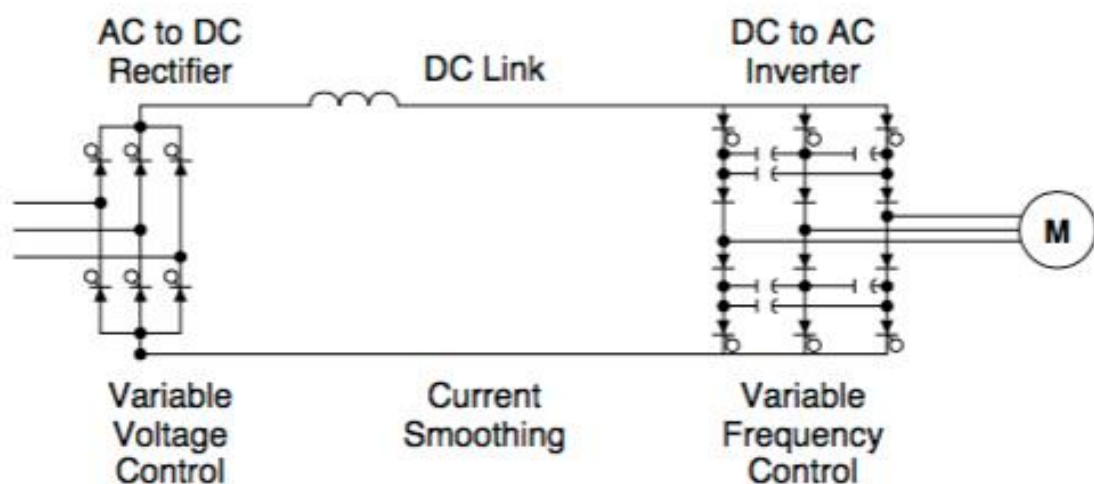 AC to DC
Rectifier
DC Link
DC to AC
Inverter
M
Variable
Voltage
Control
Current
Smoothing
Variable
Frequency
Control